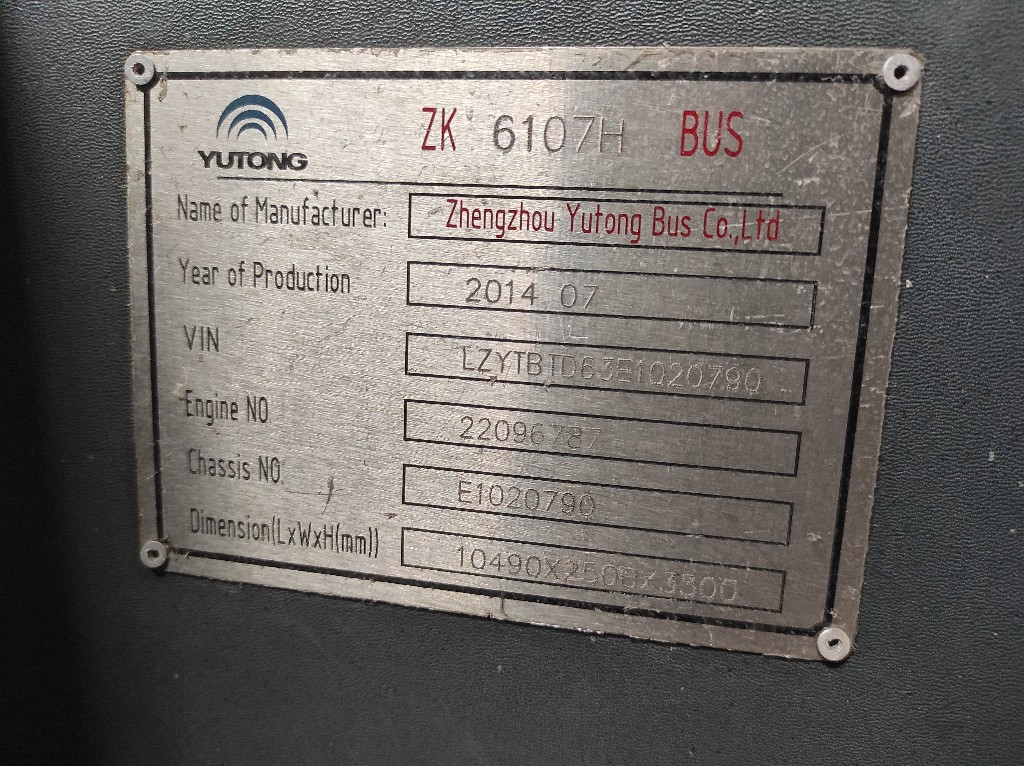 YUTONG
ZK 6107H BUS
Name of Manufacturer: Zhengzhou Yutong Bus Co.,Ltd
Year of Production 2014 07
VIN LZYTBTD63E1020790
Engine NO. 22096787
Chassis NO. E1020790
Dimension(LxWxH(mm)) 10490X2500X3500